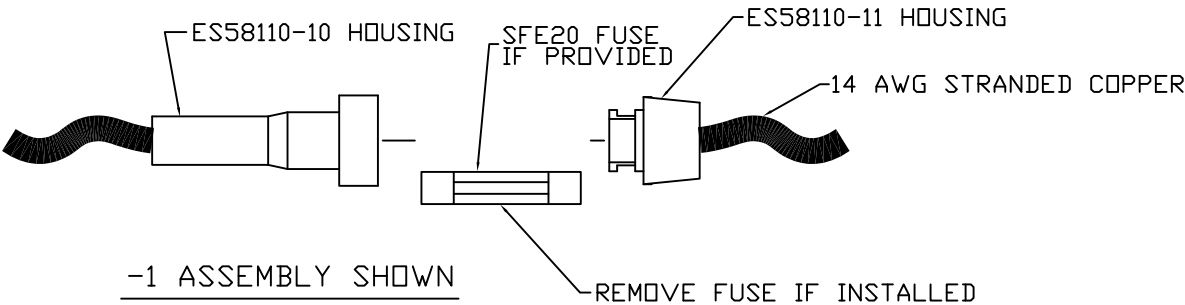 ES58110-10 HOUSING
SFE20 FUSE
IF PROVIDED
ES58110-11 HOUSING
14 AWG STRANDED COPPER
-1 ASSEMBLY SHOWN
REMOVE FUSE IF INSTALLED